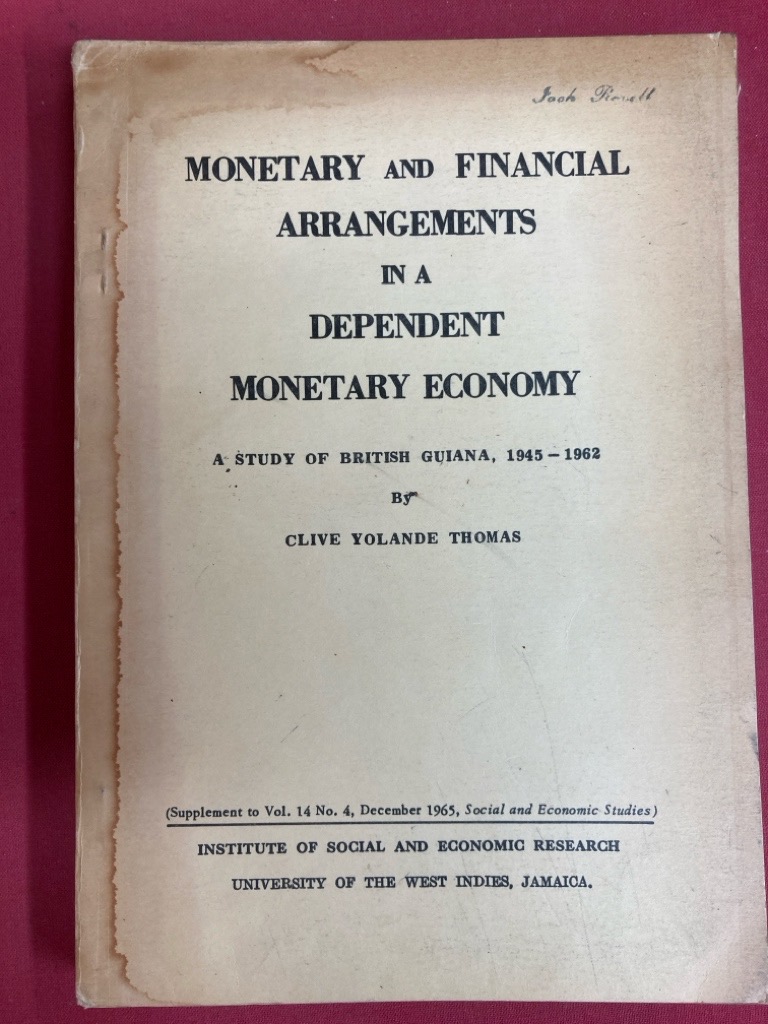 MONETARY AND FINANCIAL
ARRANGEMENTS
IN A
DEPENDENT
MONETARY ECONOMY
A STUDY OF BRITISH GUIANA, 1945 – 1962
By
CLIVE YOLANDE THOMAS
(Supplement to Vol. 14 No. 4, December 1965, Social and Economic Studies)
INSTITUTE OF SOCIAL AND ECONOMIC RESEARCH
UNIVERSITY OF THE WEST INDIES, JAMAICA.